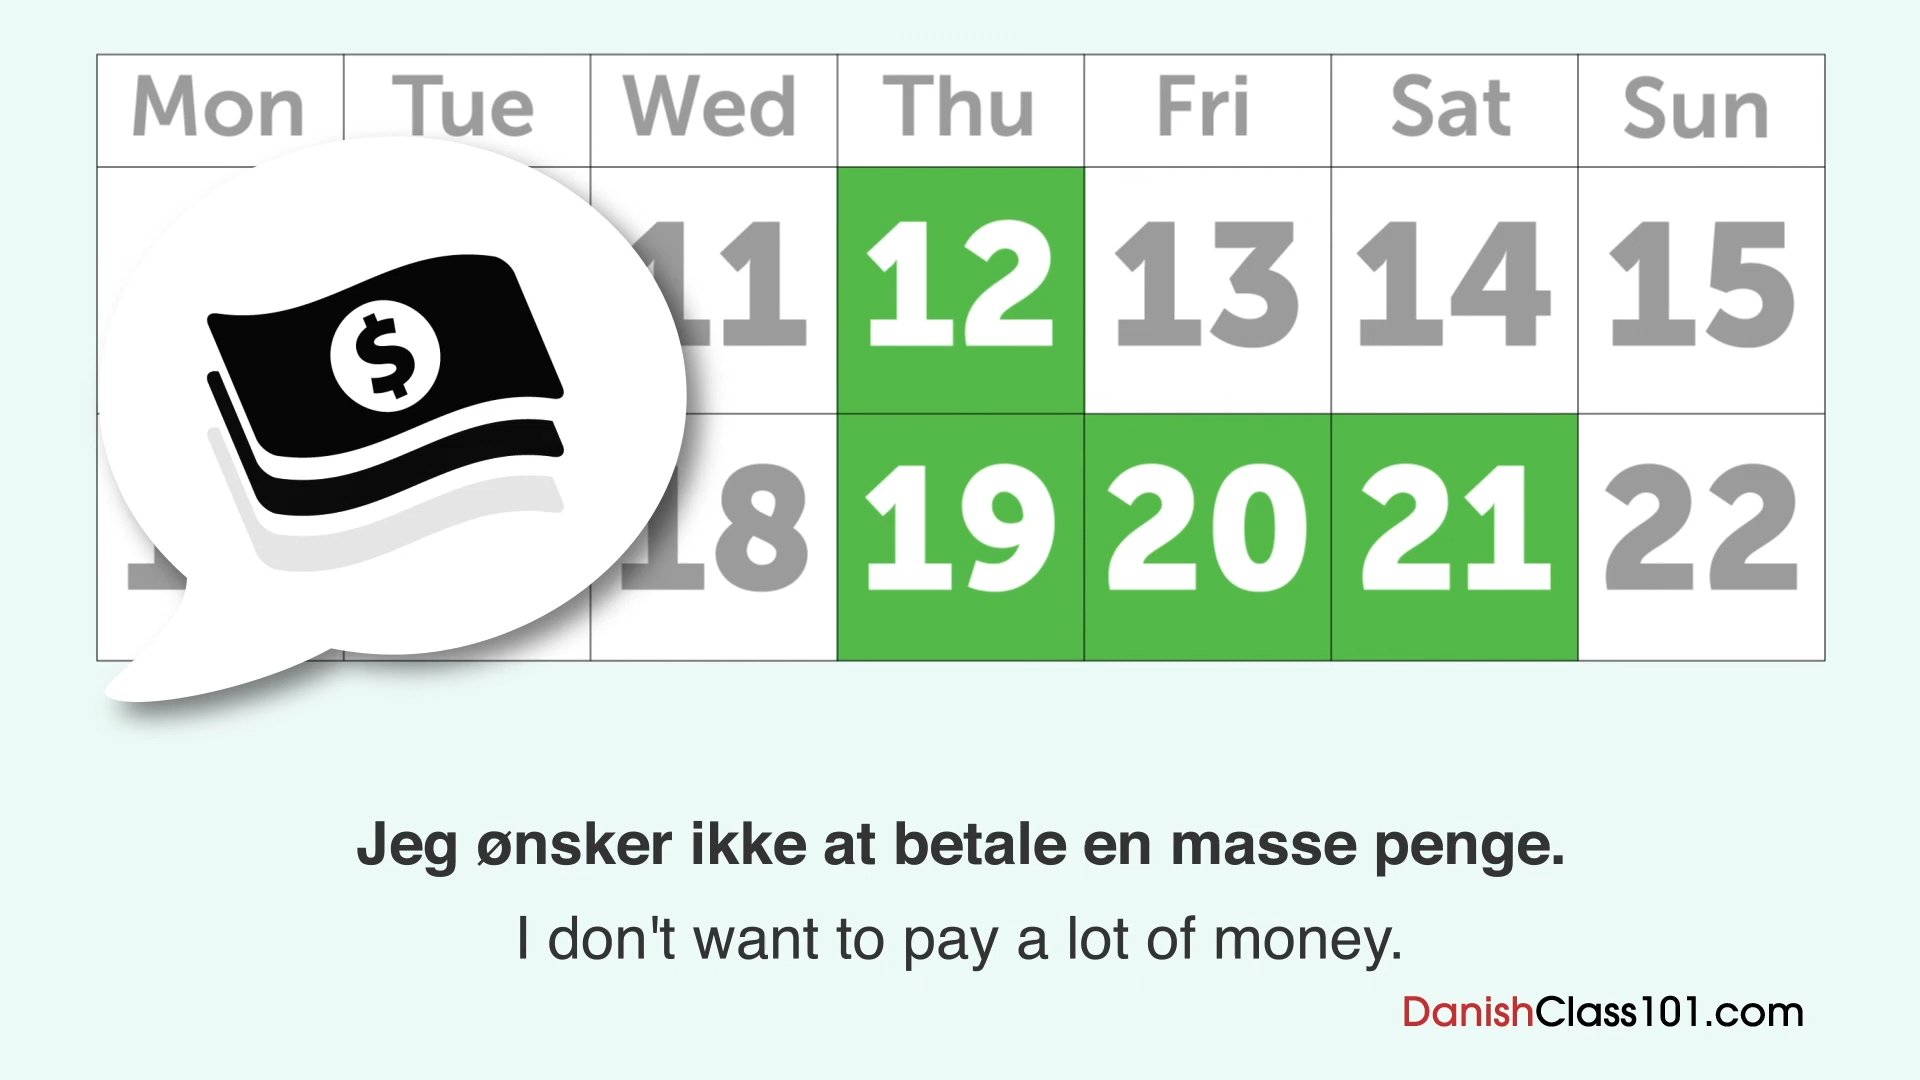 Mon Tue Wed Thu Fri Sat Sun
11 12 13 14 15
18 19 20 21 22
$
Jeg ønsker ikke at betale en masse penge.
I don't want to pay a lot of money.
DanishClass101.com